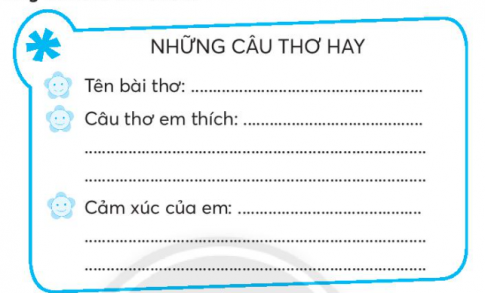 NHỮNG CÂU THƠ HAY
Tên bài thơ: ............................................................
Câu thơ em thích: ...............................................
........................................................................................
........................................................................................
Cảm xúc của em: ................................................
........................................................................................
........................................................................................